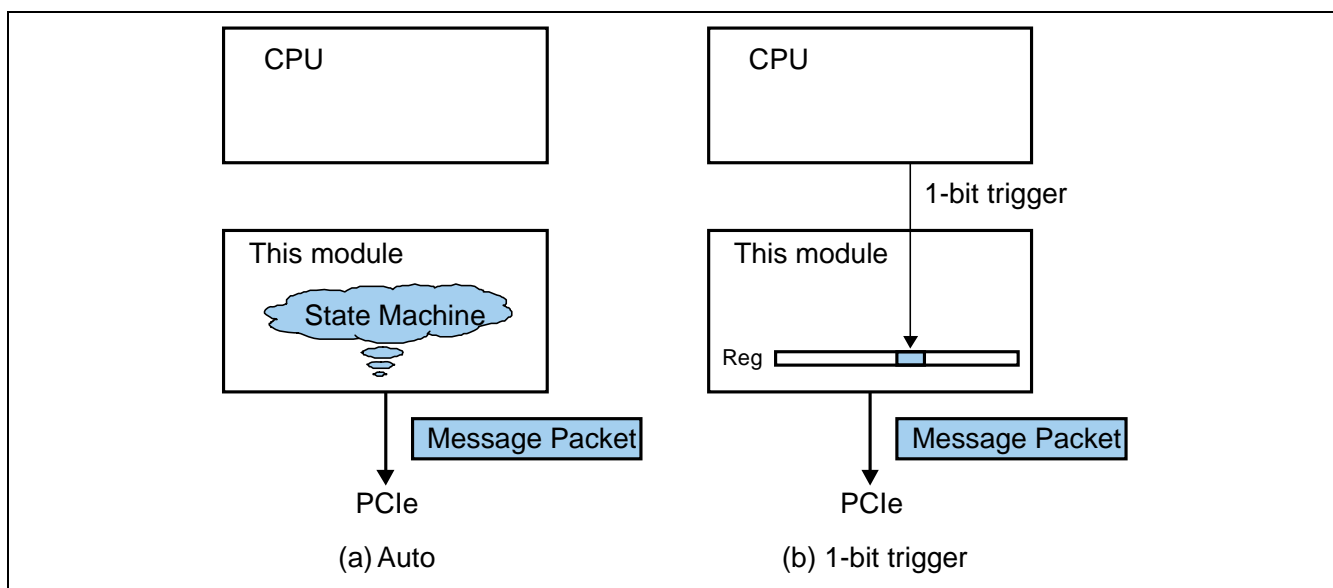 CPU
This module
State Machine
Message Packet
PCIe
(a) Auto
CPU
1-bit trigger
This module
Reg
Message Packet
PCIe
(b) 1-bit trigger